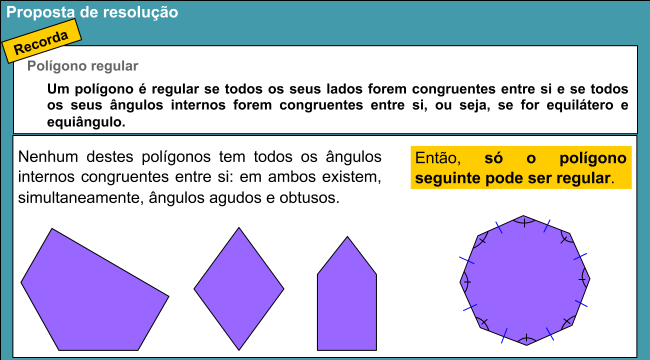 Proposta de resolução
Recorda
Polígono regular
Um polígono é regular se todos os seus lados forem congruentes entre si e se todos
os seus ângulos internos forem congruentes entre si, ou seja, se for equilátero e
equiângulo.
Nenhum destes polígonos tem todos os ângulos
internos congruentes entre si: em ambos existem,
simultaneamente, ângulos agudos e obtusos.
Então, só o polígono
seguinte pode ser regular.